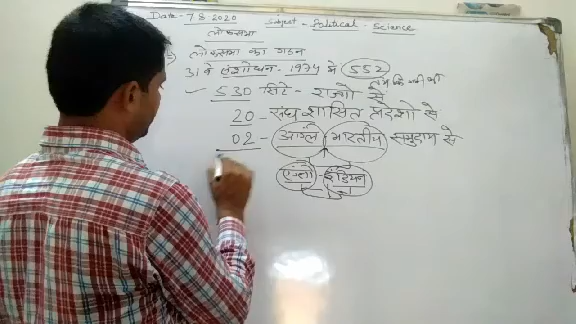 Date - 7.8.2020 Subject - Political - Science
लोकसभा
लोकसभा का गठन
31 वे संशोधन - 1974 में 552
530 सिटे - राज्यो से
20 - संघ शासित प्रदेशो से
02 - आंग्ले भारतीय समुदाय से
एंग्लो इंडियन